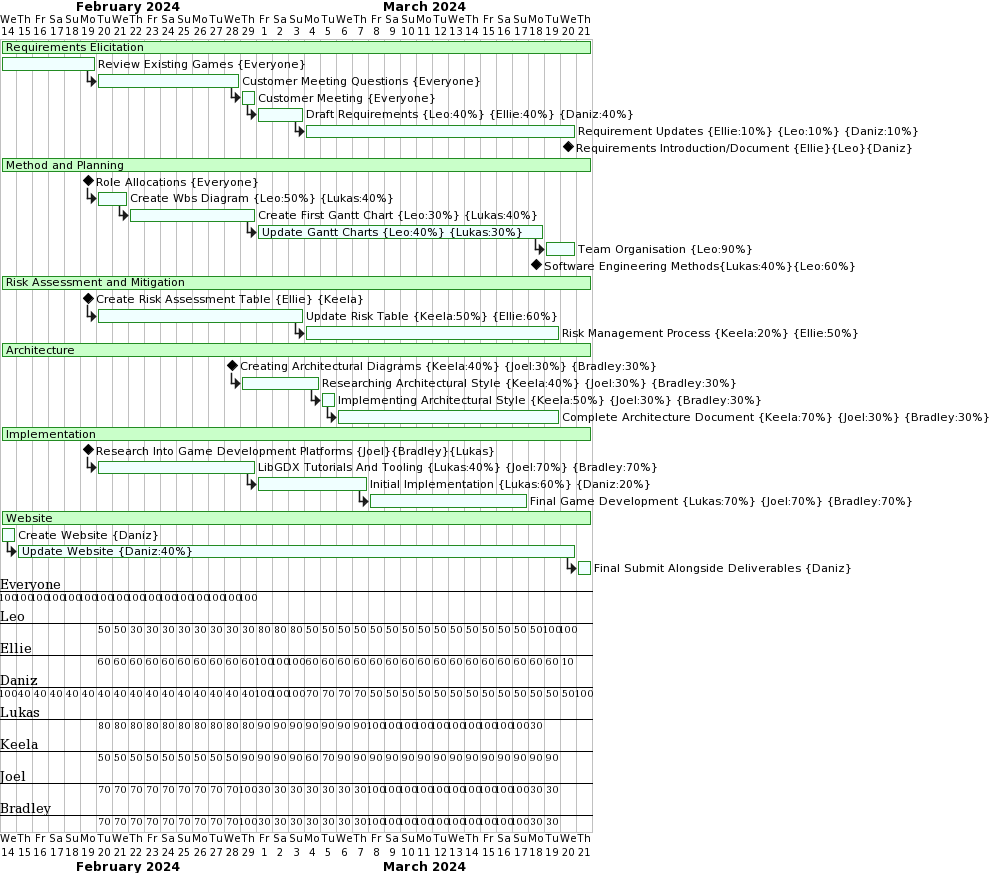 February 2024 March 2024
We Th Fr Sa Su Mo Tu We Th Fr Sa Su Mo Tu We Th Fr Sa Su Mo Tu We Th Fr Sa Su Mo Tu We Th Fr Sa Su Mo Tu We Th
14 15 16 17 18 19 20 21 22 23 24 25 26 27 28 29 1 2 3 4 5 6 7 8 9 10 11 12 13 14 15 16 17 18 19 20 21
Requirements Elicitation
Review Existing Games {Everyone}
Customer Meeting Questions {Everyone}
Customer Meeting {Everyone}
Draft Requirements {Leo:40%} {Ellie:40%} {Daniz:40%}
Requirement Updates {Ellie:10%} {Leo:10%} {Daniz:10%}
Requirements Introduction/Document {Ellie}{Leo}{Daniz}
Method and Planning
Role Allocations {Everyone}
Create Wbs Diagram {Leo:50%} {Lukas:40%}
Create First Gantt Chart {Leo:30%} {Lukas:40%}
Update Gantt Charts {Leo:40%} {Lukas:30%}
Team Organisation {Leo:90%}
Software Engineering Methods{Lukas:40%}{Leo:60%}
Risk Assessment and Mitigation
Create Risk Assessment Table {Ellie} {Keela}
Update Risk Table {Keela:50%} {Ellie:60%}
Risk Management Process {Keela:20%} {Ellie:50%}
Architecture
Creating Architectural Diagrams {Keela:40%} {Joel:30%} {Bradley:30%}
Researching Architectural Style {Keela:40%} {Joel:30%} {Bradley:30%}
Implementing Architectural Style {Keela:50%} {Joel:30%} {Bradley:30%}
Complete Architecture Document {Keela:70%} {Joel:30%} {Bradley:30%}
Implementation
Research Into Game Development Platforms {Joel}{Bradley}{Lukas}
LibGDX Tutorials And Tooling {Lukas:40%} {Joel:70%} {Bradley:70%}
Initial Implementation {Lukas:60%} {Daniz:20%}
Final Game Development {Lukas:70%} {Joel:70%} {Bradley:70%}
Website
Create Website {Daniz}
Update Website {Daniz:40%}
Final Submit Alongside Deliverables {Daniz}
Everyone
100 100 100 100 100 100 100 100 100 100 100 100 100 100 100 100
Leo
50 50 30 30 30 30 30 30 30 30 80 80 80 50 50 50 50 50 50 50 50 50 50 50 50 50 50 50 100 100
Ellie
60 60 60 60 60 60 60 60 60 60 100 100 100 60 60 60 60 60 60 60 60 60 60 60 60 60 60 60 60 10
Daniz
100 40 40 40 40 40 40 40 40 40 40 40 40 40 40 40 100 100 100 70 70 70 70 50 50 50 50 50 50 50 50 50 50 50 50 50 100
Lukas
80 80 80 80 80 80 80 80 80 80 90 90 90 90 90 90 90 100 100 100 100 100 100 100 100 100 100 30
Keela
50 50 50 50 50 50 50 50 50 90 90 90 90 60 70 90 90 90 90 90 90 90 90 90 90 90 90 90 90
Joel
70 70 70 70 70 70 70 70 70 100 30 30 30 30 30 30 30 100 100 100 100 100 100 100 100 100 100 30 30
Bradley
70 70 70 70 70 70 70 70 70 100 30 30 30 30 30 30 30 100 100 100 100 100 100 100 100 100 100 30 30
We Th Fr Sa Su Mo Tu We Th Fr Sa Su Mo Tu We Th Fr Sa Su Mo Tu We Th Fr Sa Su Mo Tu We Th Fr Sa Su Mo Tu We Th
14 15 16 17 18 19 20 21 22 23 24 25 26 27 28 29 1 2 3 4 5 6 7 8 9 10 11 12 13 14 15 16 17 18 19 20 21
February 2024 March 2024